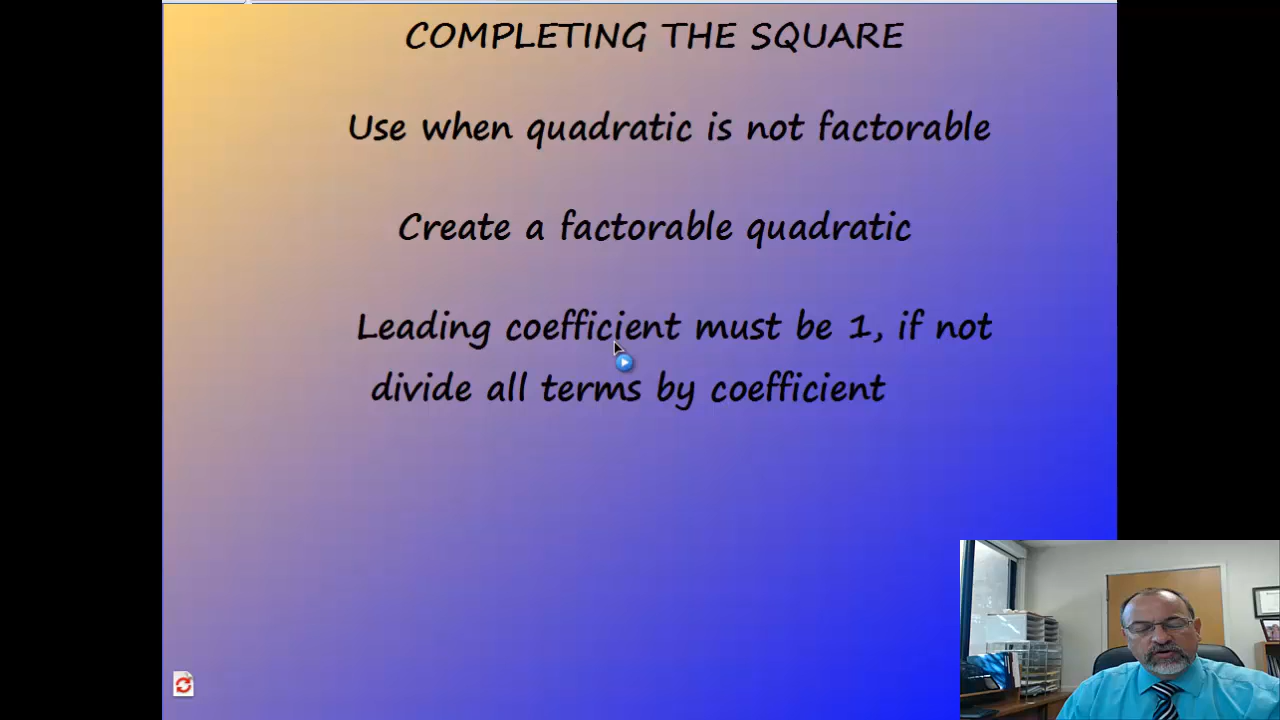 COMPLETING THE SQUARE
Use when quadratic is not factorable
Create a factorable quadratic
Leading coefficient must be 1, if not
divide all terms by coefficient